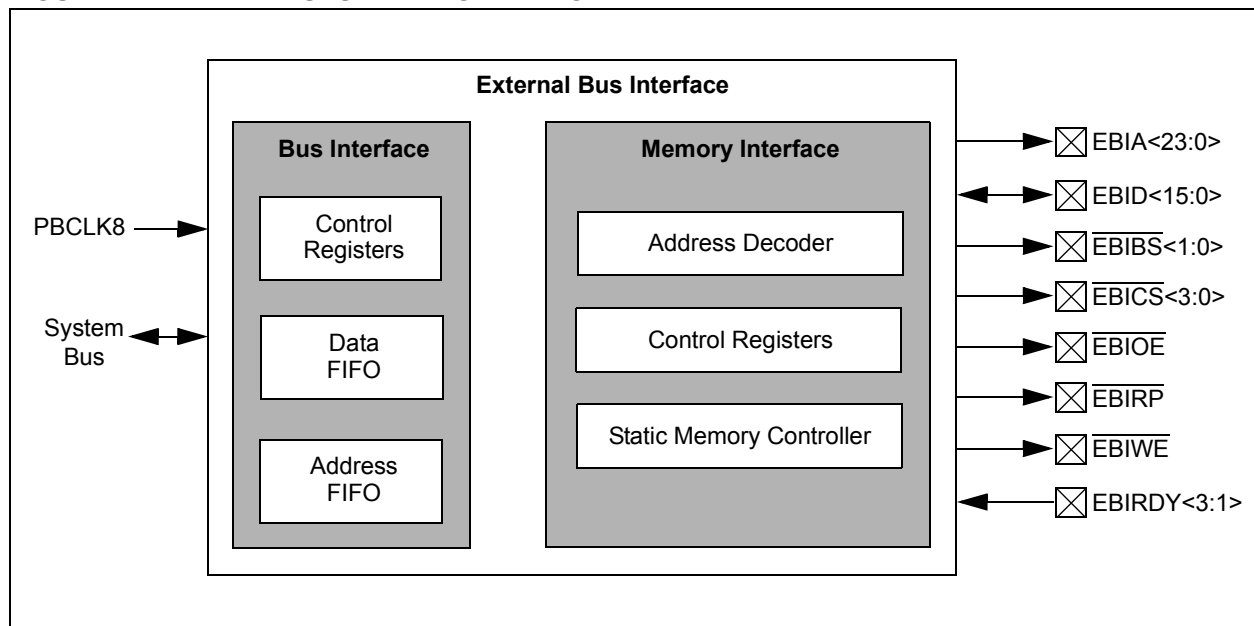 External Bus Interface
Bus Interface
Control
Registers
Data
FIFO
Address
FIFO
Memory Interface
Address Decoder
Control Registers
Static Memory Controller
PBCLK8
System
Bus
EBIA<23:0>
EBID<15:0>
EBIBS<1:0>
EBICS<3:0>
EBIOE
EBIRP
EBIWE
EBIRDY<3:1>